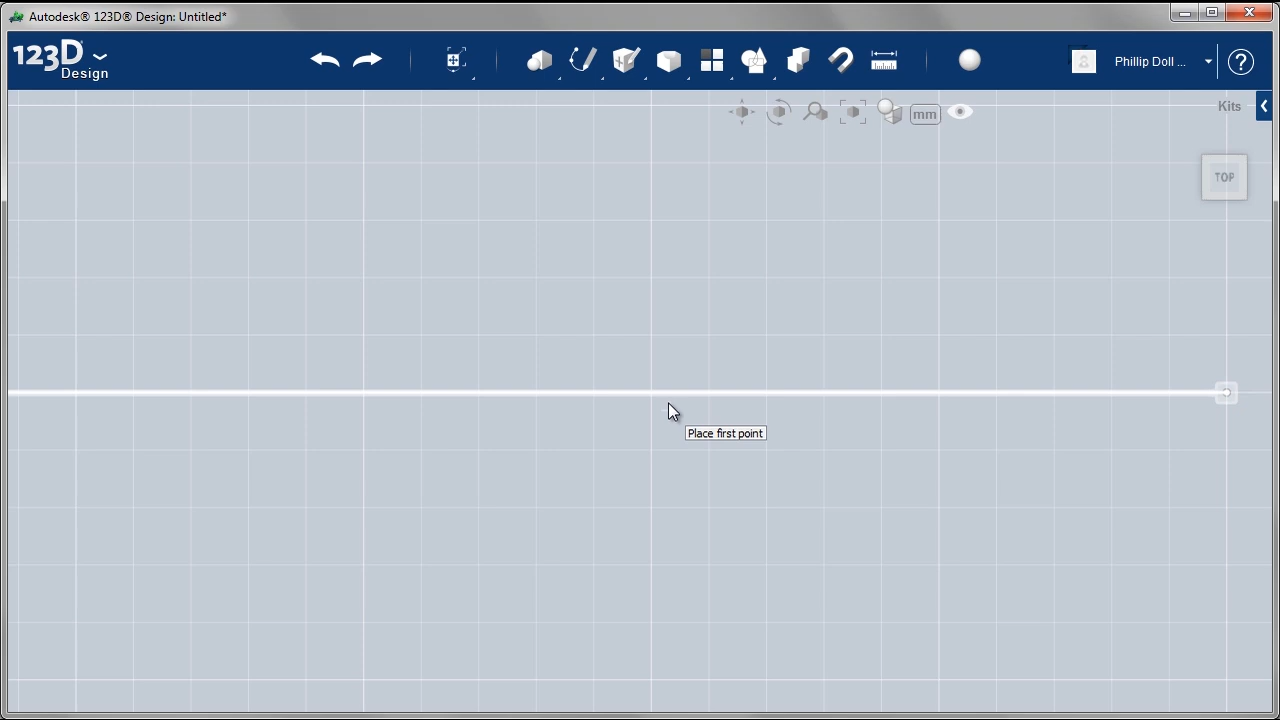 Autodesk® 123D® Design: Untitled*
123D
Design
Phillip Doll ...
?
mm
Kits
TOP
Place first point